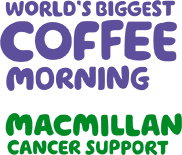 WORLD'S BIGGEST
COFFEE
MORNING
MACMILLAN
CANCER SUPPORT